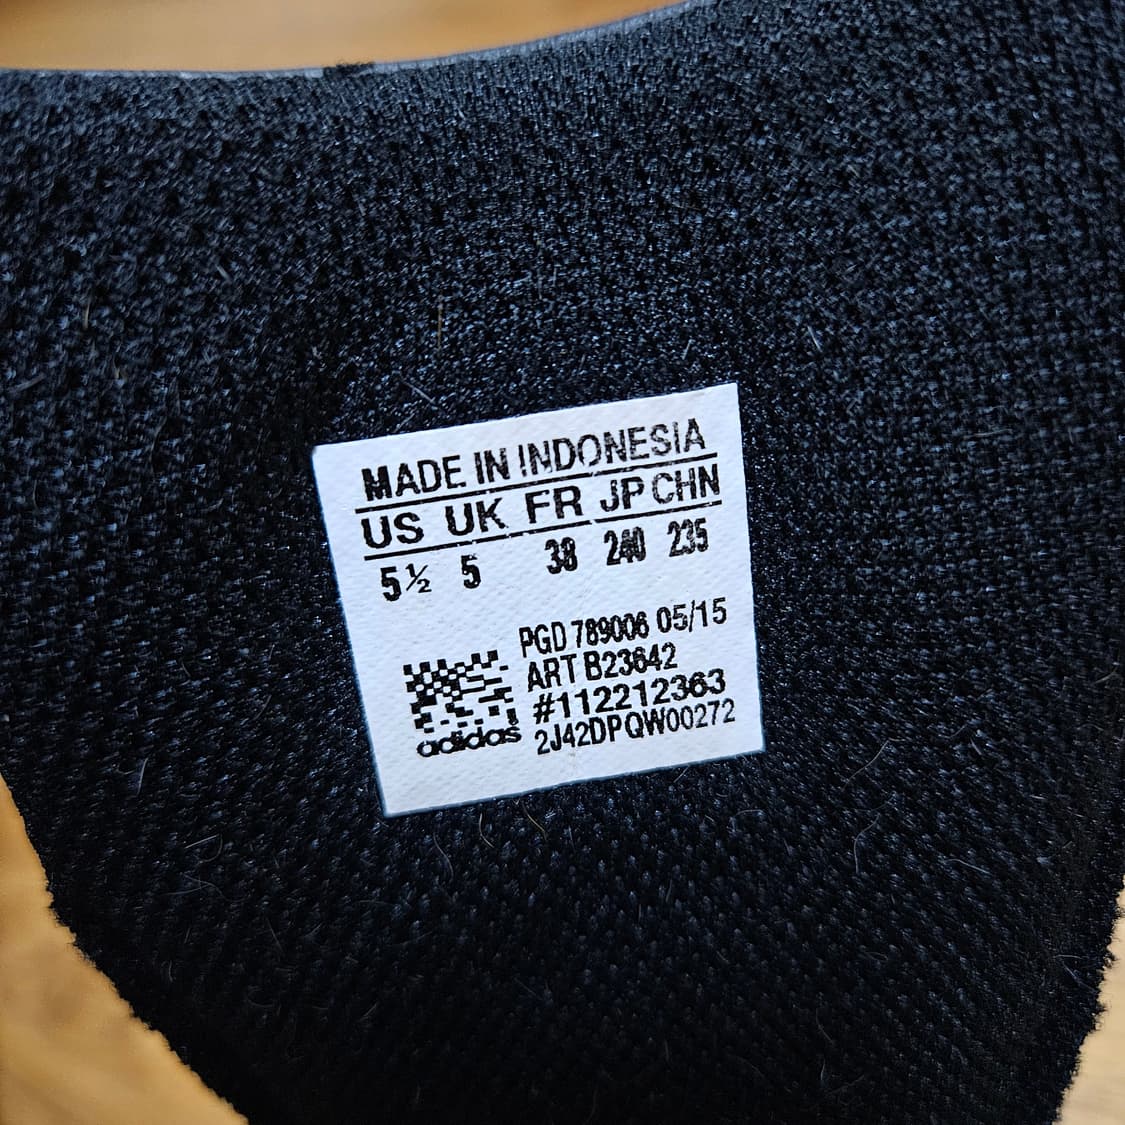 MADE IN INDONESIA
US UK FR JP CHN
5½ 5 38 240 235
PGD 789006 05/15
ART B23642
#112212363
adidas 2J42DPQW00272